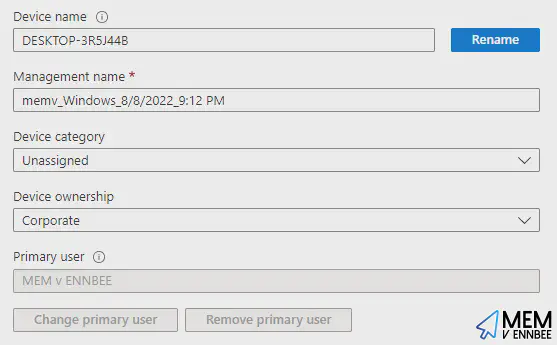 Device name
DESKTOP-3R5J44B
Rename
Management name *
memv_Windows_8/8/2022_9:12 PM
Device category
Unassigned
Device ownership
Corporate
Primary user
MEM v ENNBEE
Change primary user
Remove primary user
MEM
V ENNBEE